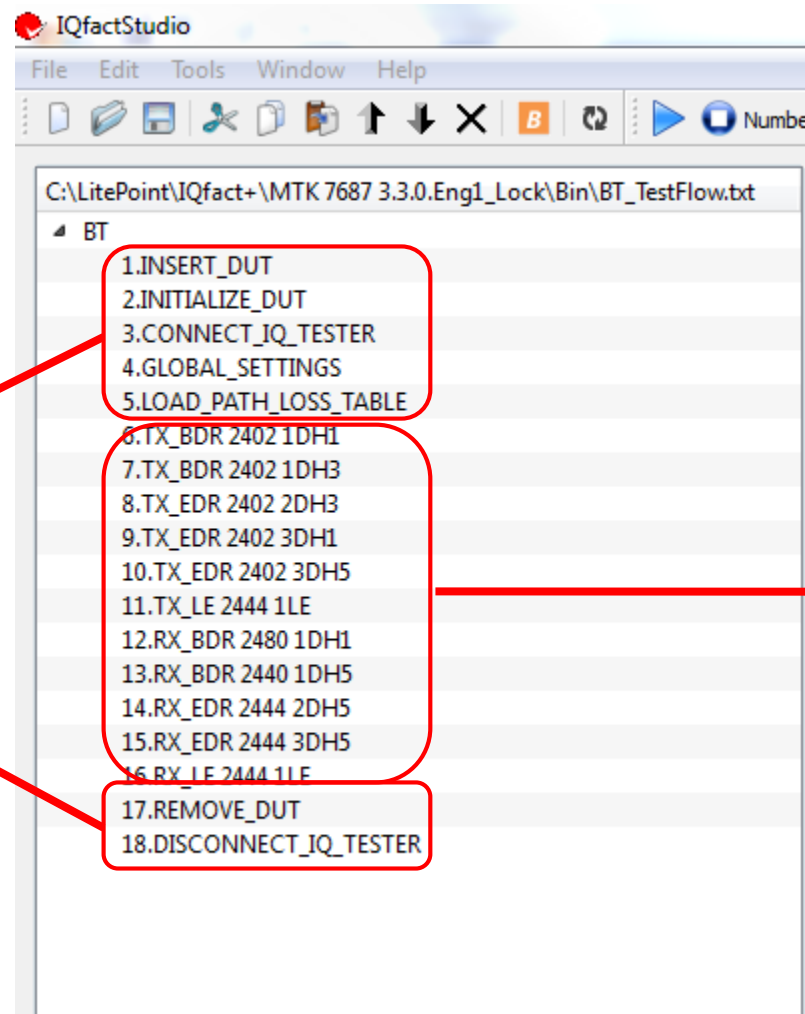 IQfactStudio
File Edit Tools Window Help
B Numbe
C:\LitePoint\IQfact+\MTK 7687 3.3.0.Eng1_Lock\Bin\BT_TestFlow.txt
BT
1.INSERT_DUT
2.INITIALIZE_DUT
3.CONNECT_IQ_TESTER
4.GLOBAL_SETTINGS
5.LOAD_PATH_LOSS_TABLE
6.TX_BDR 2402 1DH1
7.TX_BDR 2402 1DH3
8.TX_EDR 2402 2DH3
9.TX_EDR 2402 3DH1
10.TX_EDR 2402 3DH5
11.TX_LE 2444 1LE
12.RX_BDR 2480 1DH1
13.RX_BDR 2440 1DH5
14.RX_EDR 2444 2DH5
15.RX_EDR 2444 3DH5
16.RX_LE 2444 1LE
17.REMOVE_DUT
18.DISCONNECT_IQ_TESTER